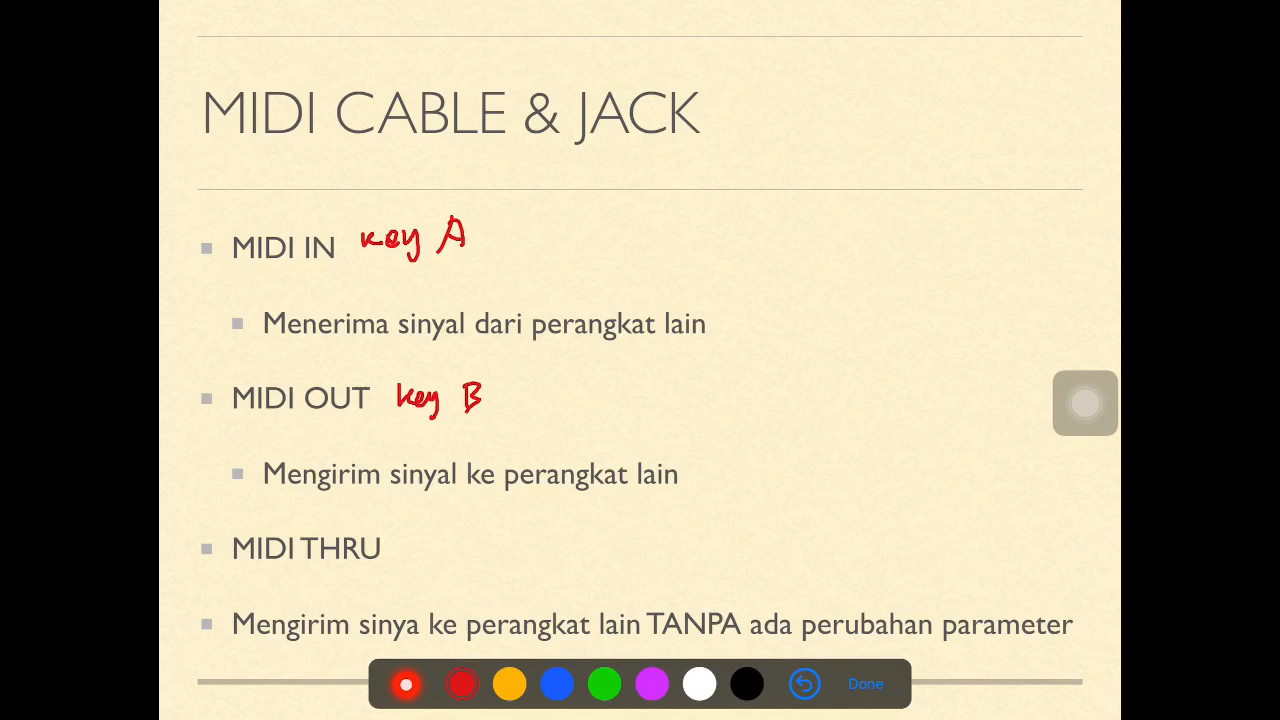 MIDI CABLE & JACK
MIDI IN key A
Menerima sinyal dari perangkat lain
MIDI OUT key B
Mengirim sinyal ke perangkat lain
MIDI THRU
Mengirim sinya ke perangkat lain TANPA ada perubahan parameter
Done